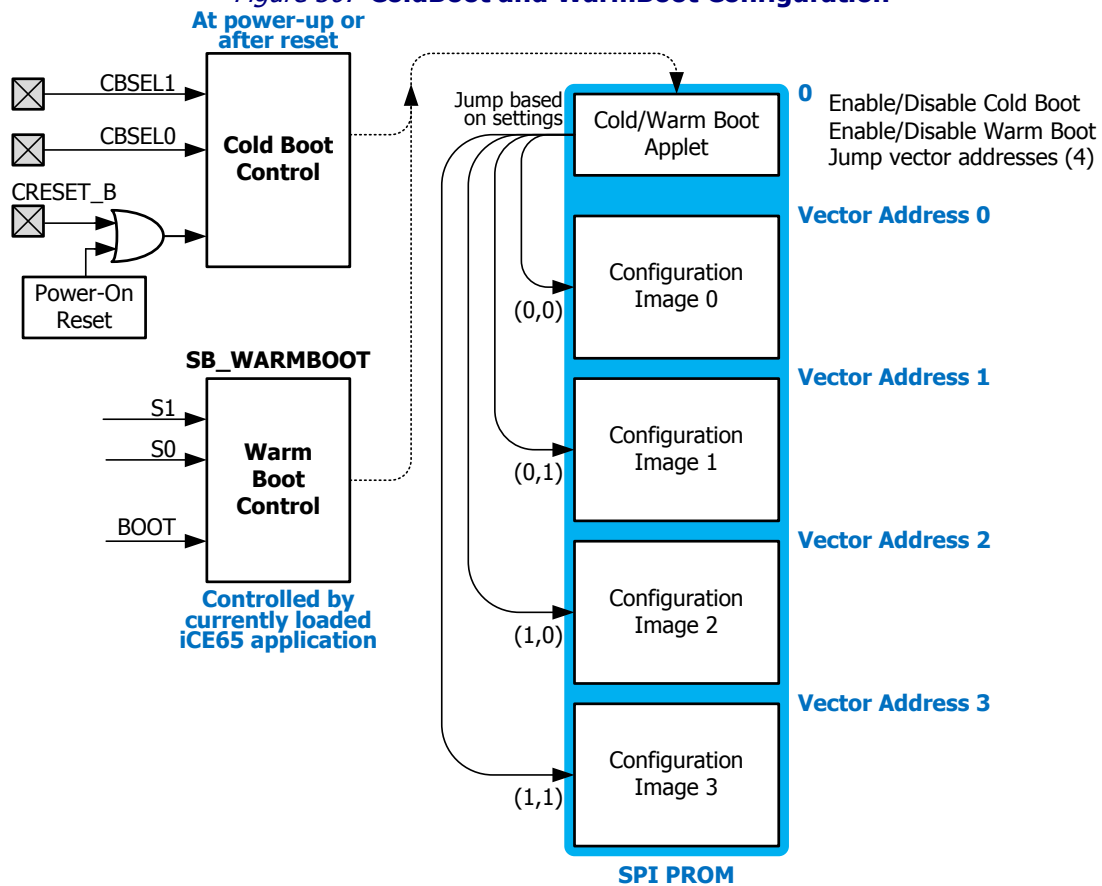 ColdBoot and WarmBoot Configuration
At power-up or
after reset
CBSEL1
CBSEL0
CRESET_B
Power-On
Reset
Cold Boot
Control
SB_WARMBOOT
S1
S0
BOOT
Warm
Boot
Control
Controlled by
currently loaded
iCE65 application
Jump based
on settings
Cold/Warm Boot
Applet
0
Enable/Disable Cold Boot
Enable/Disable Warm Boot
Jump vector addresses (4)
Vector Address 0
Configuration
Image 0
(0,0)
Vector Address 1
Configuration
Image 1
(0,1)
Vector Address 2
Configuration
Image 2
(1,0)
Vector Address 3
Configuration
Image 3
(1,1)
SPI PROM